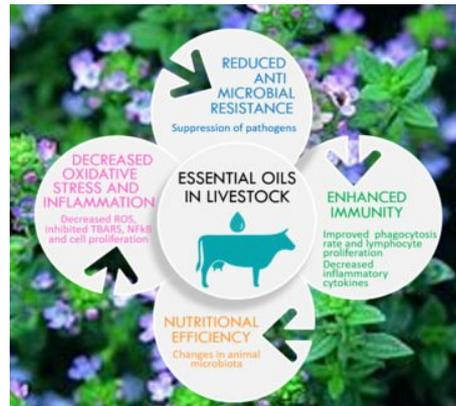 REDUCED
ANTI
MICROBIAL
RESISTANCE
Suppression of pathogens
DECREASED
OXIDATIVE
STRESS AND
INFLAMMATION
Decreased ROS,
inhibited TBARS, NFkB
and cell proliferation
ESSENTIAL OILS
IN LIVESTOCK
ENHANCED
IMMUNITY
Improved phagocytosis
rate and lymphocyte
proliferation
Decreased
inflammatory
cytokines
NUTRITIONAL
EFFICIENCY
Changes in animal
microbiota